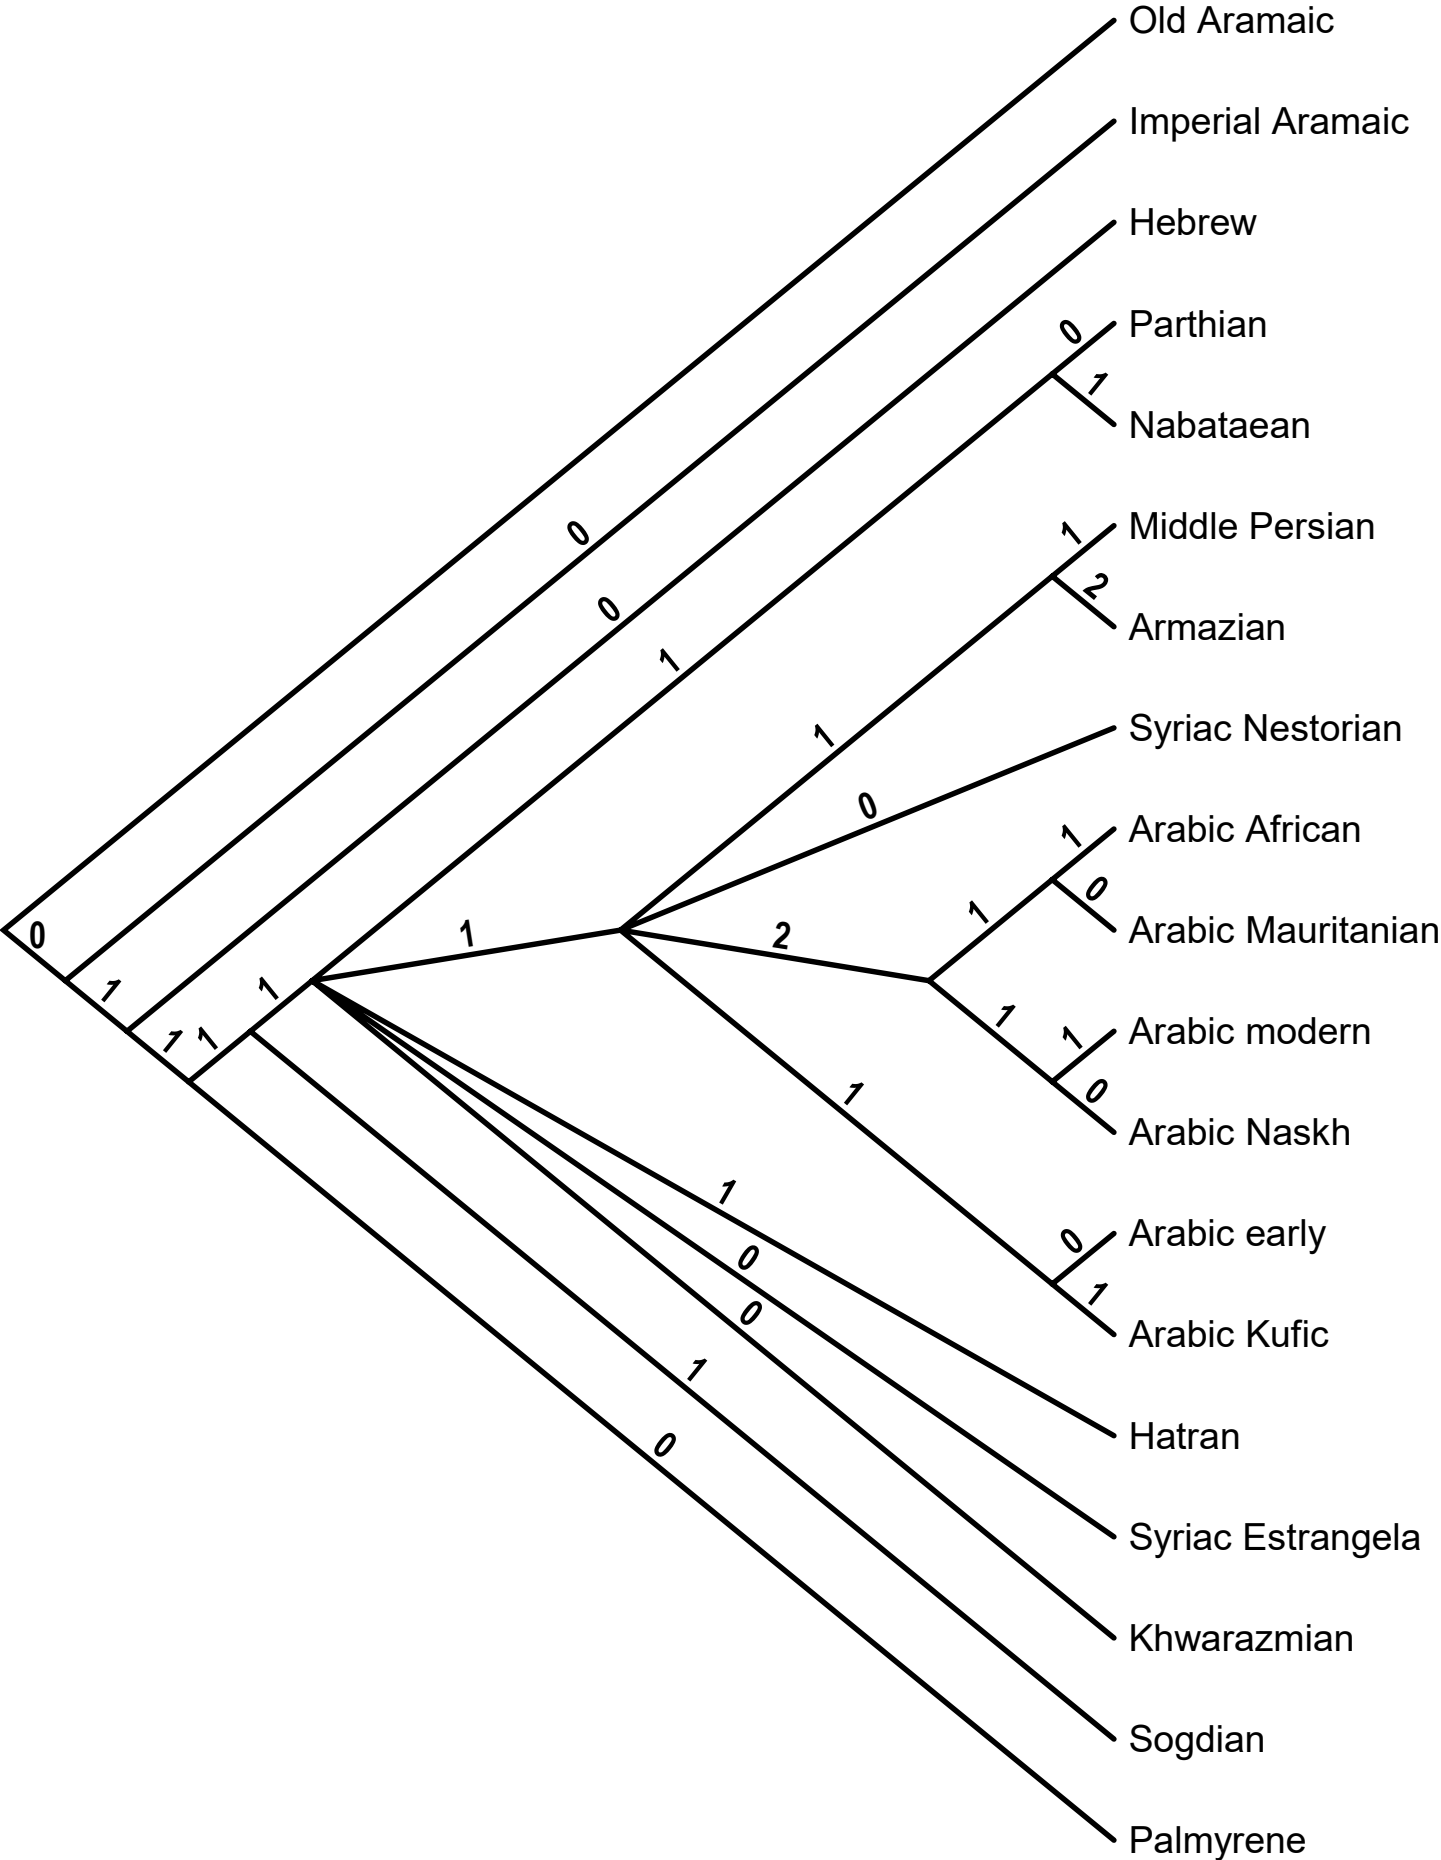 Old Aramaic
Imperial Aramaic
Hebrew
0
Parthian
1
Nabataean
1
Middle Persian
0
2
0
Armazian
1
1
Syriac Nestorian
0
1
Arabic African
0
1
0
1
2
Arabic Mauritanian
1
1
1
1
1
1
Arabic modern
0
1
Arabic Naskh
1
0
Arabic early
0
1
0
Arabic Kufic
1
0
Hatran
Syriac Estrangela
Khwarazmian
Sogdian
Palmyrene